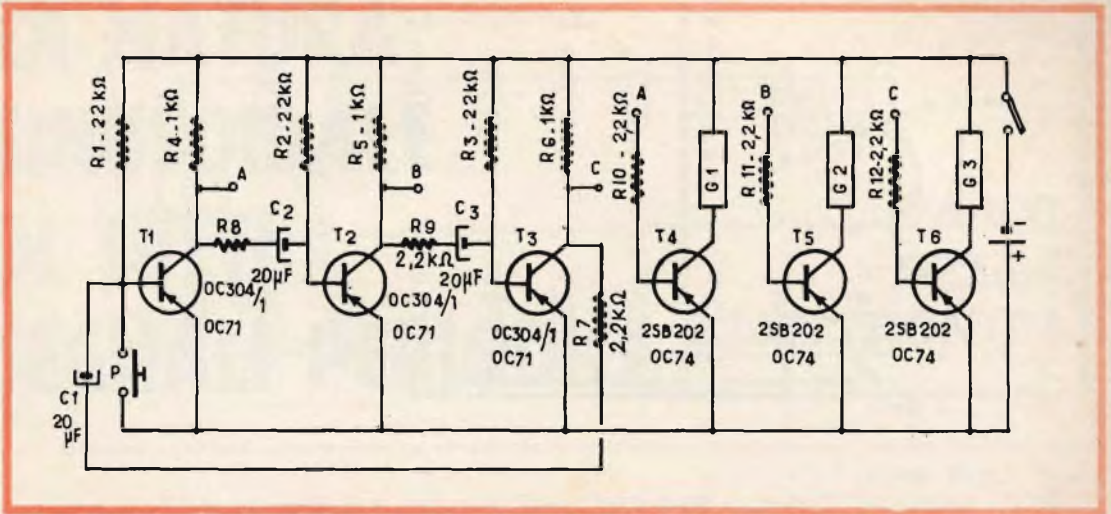 R1-22kΩ
R4-1kΩ
R2-22kΩ
R5-1kΩ
R3-22kΩ
R6-1kΩ
A
B
C
R10-2,2kΩ
A
R11-2,2kΩ
B
R12-2,2kΩ
C
G1
G2
G3
-
+
T1
R8
C2
20µF
OC304/1
OC71
T2
R9
2,2kΩ
C3
20µF
OC304/1
OC71
T3
OC304/1
OC71
R7
2,2kΩ
T4
2SB202
OC74
T5
2SB202
OC74
T6
2SB202
OC74
P
C1
20
µF